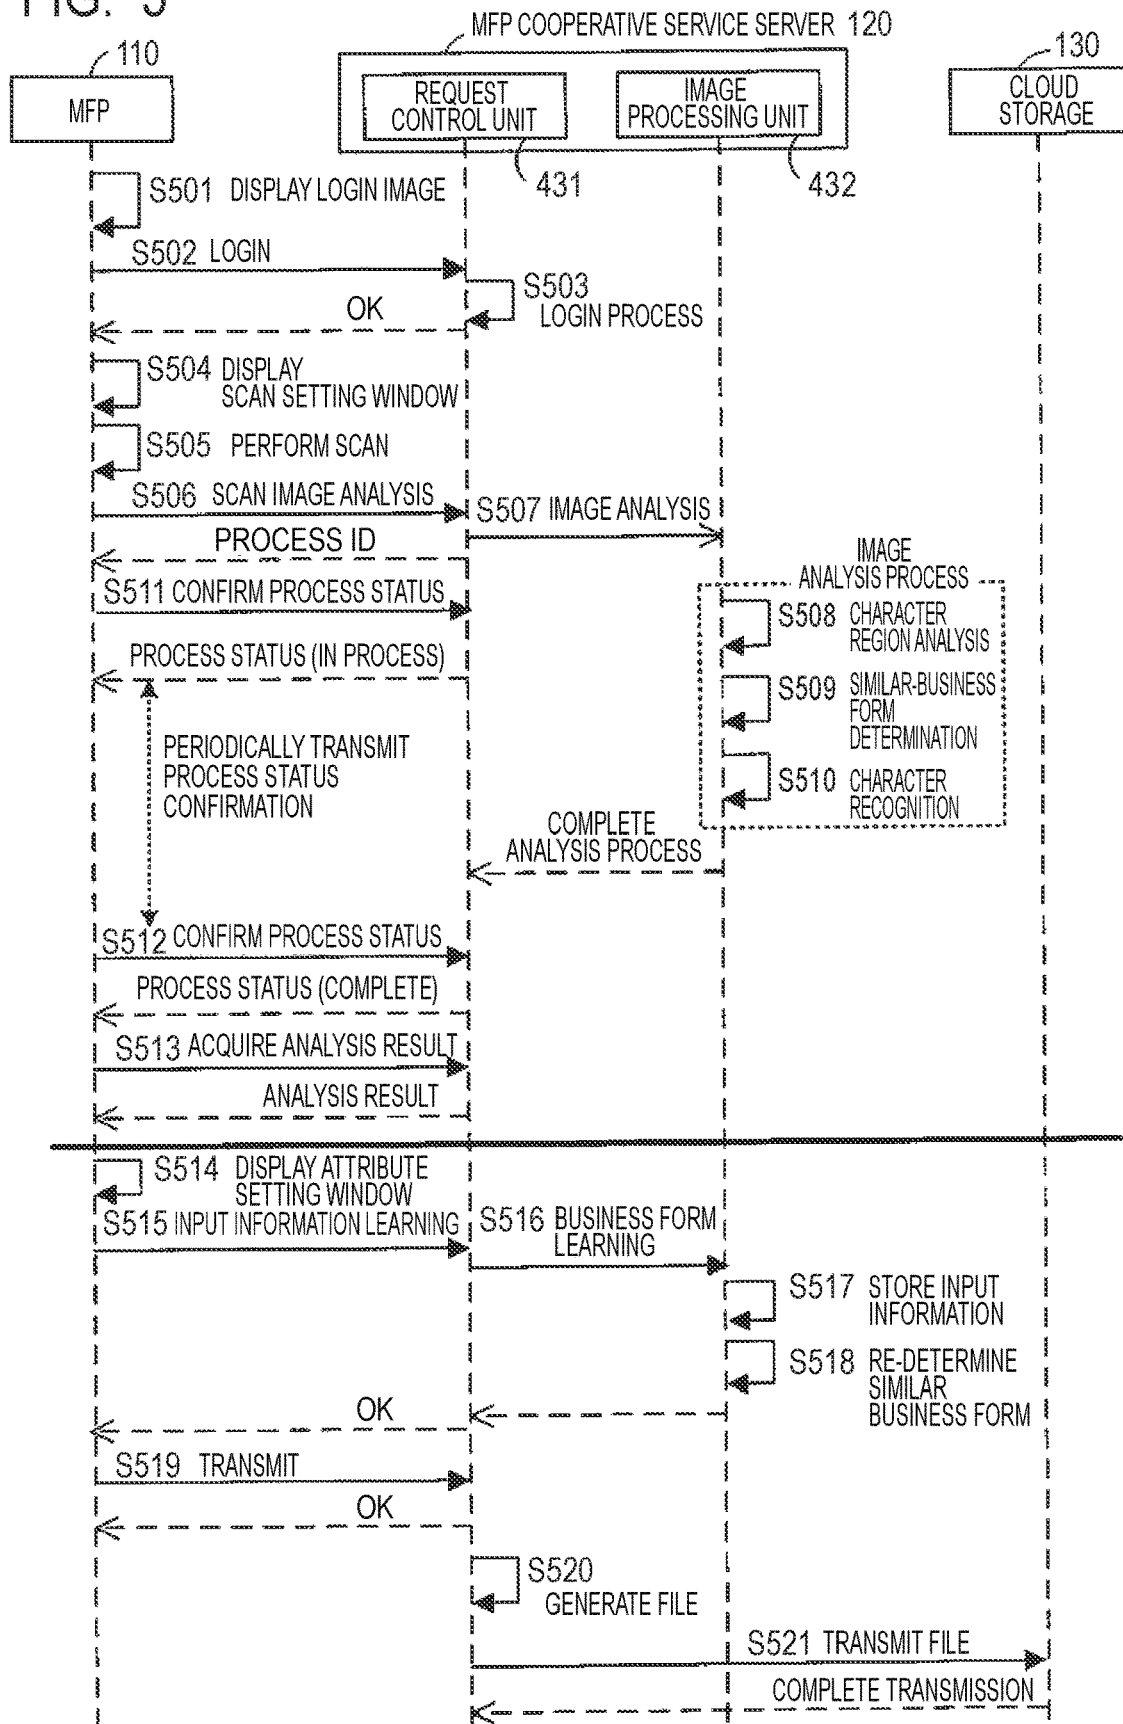 FIG. 5
MFP COOPERATIVE SERVICE SERVER 120
110
130
MFP
REQUEST
CONTROL UNIT
IMAGE
PROCESSING UNIT
CLOUD
STORAGE
431
432
S501 DISPLAY LOGIN IMAGE
S502 LOGIN
S503
LOGIN PROCESS
OK
S504 DISPLAY
SCAN SETTING WINDOW
S505 PERFORM SCAN
S506 SCAN IMAGE ANALYSIS
S507 IMAGE ANALYSIS
PROCESS ID
IMAGE
ANALYSIS PROCESS
S511 CONFIRM PROCESS STATUS
S508 CHARACTER
REGION ANALYSIS
PROCESS STATUS (IN PROCESS)
S509 SIMILAR-BUSINESS
FORM
DETERMINATION
PERIODICALLY TRANSMIT
PROCESS STATUS
CONFIRMATION
S510 CHARACTER
RECOGNITION
COMPLETE
ANALYSIS PROCESS
S512 CONFIRM PROCESS STATUS
PROCESS STATUS (COMPLETE)
S513 ACQUIRE ANALYSIS RESULT
ANALYSIS RESULT
S514 DISPLAY ATTRIBUTE
SETTING WINDOW
S515 INPUT INFORMATION LEARNING
S516 BUSINESS FORM
LEARNING
S517 STORE INPUT
INFORMATION
S518 RE-DETERMINE
SIMILAR
BUSINESS FORM
OK
S519 TRANSMIT
OK
S520
GENERATE FILE
S521 TRANSMIT FILE
COMPLETE TRANSMISSION